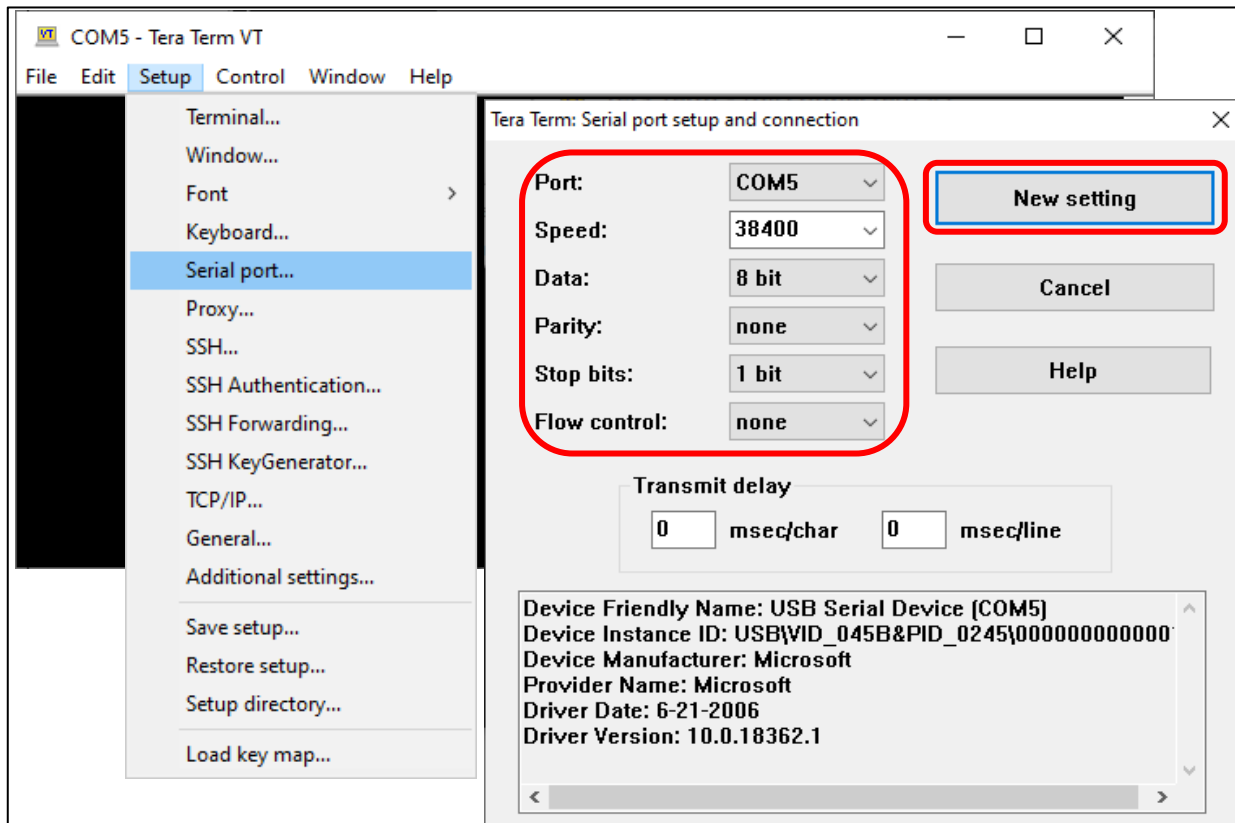 COM5 - Tera Term VT
File Edit Setup Control Window Help
Terminal...
Window...
Font
Keyboard...
Serial port...
Proxy...
SSH...
SSH Authentication...
SSH Forwarding...
SSH KeyGenerator...
TCP/IP...
General...
Additional settings...
Save setup...
Restore setup...
Setup directory...
Load key map...
Tera Term: Serial port setup and connection
Port: COM5
Speed: 38400
Data: 8 bit
Parity: none
Stop bits: 1 bit
Flow control: none
New setting
Cancel
Help
Transmit delay
0 msec/char 0 msec/line
Device Friendly Name: USB Serial Device (COM5)
Device Instance ID: USB\VID_045B&PID_0245\000000000000
Device Manufacturer: Microsoft
Provider Name: Microsoft
Driver Date: 6-21-2006
Driver Version: 10.0.18362.1